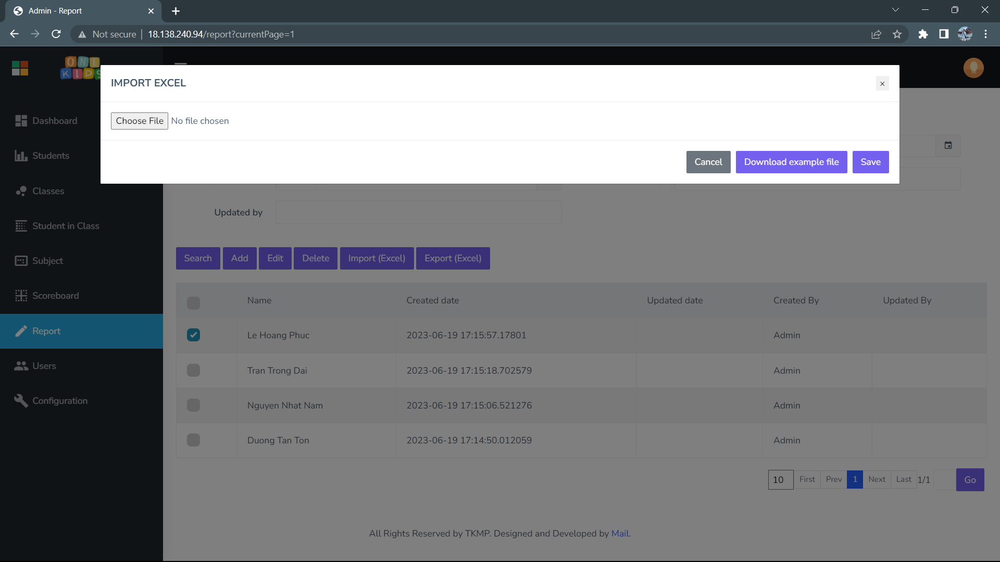 Admin - Report
Not secure
18.138.240.94/report?currentPage=1
ONE
KIDS
IMPORT EXCEL
×
Choose File No file chosen
Cancel Download example file Save
Dashboard
Students
Classes
Student in Class
Subject
Scoreboard
Report
Users
Configuration
Updated by
Search Add Edit Delete Import (Excel) Export (Excel)
Name Created date Updated date Created By Updated By
Le Hoang Phuc 2023-06-19 17:15:57.17801 Admin
Tran Trong Dai 2023-06-19 17:15:18.702579 Admin
Nguyen Nhat Nam 2023-06-19 17:15:06.521276 Admin
Duong Tan Ton 2023-06-19 17:14:50.012059 Admin
10 First Prev 1 Next Last 1/1 Go
All Rights Reserved by TKMP. Designed and Developed by Mail.